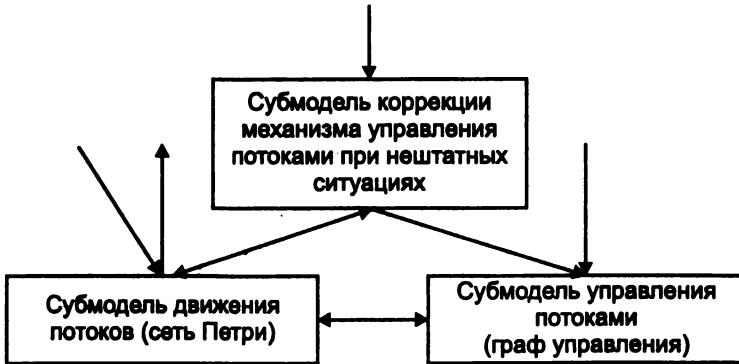 Субмодель коррекции
механизма управления
потоками при нештатных
ситуациях
Субмодель движения
потоков (сеть Петри)
Субмодель управления
потоками
(граф управления)